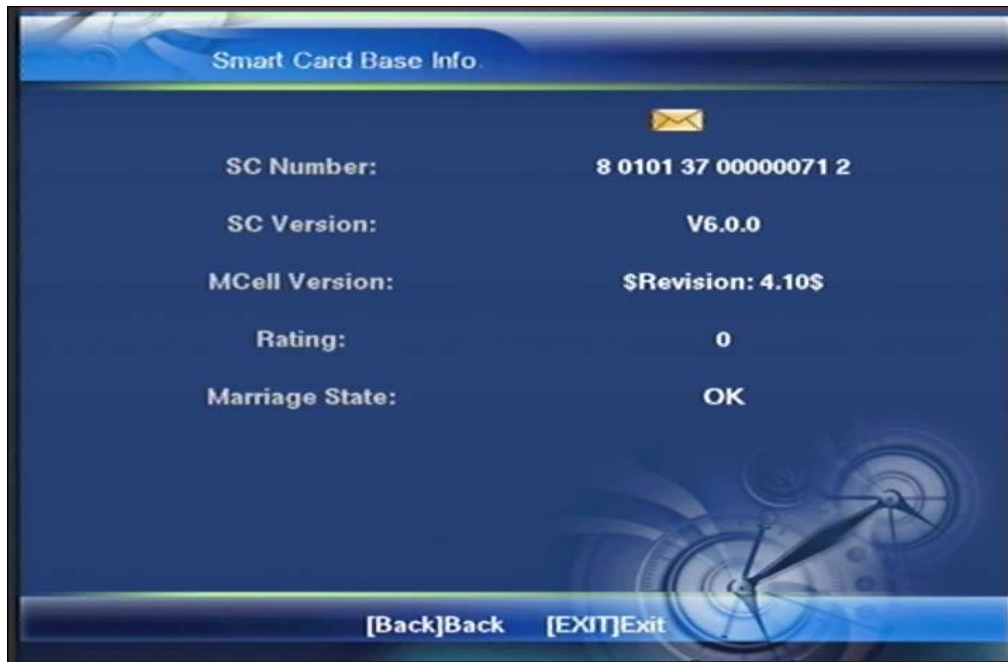 Smart Card Base Info.
SC Number: 8 0101 37 00000071 2
SC Version: V6.0.0
MCell Version: $Revision: 4.10$
Rating: 0
Marriage State: OK
[Back]Back [EXIT]Exit